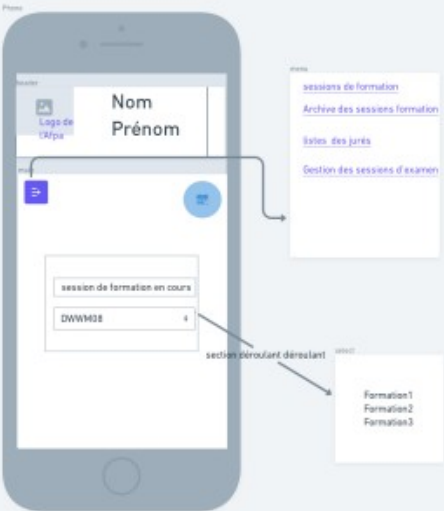 Phone
header
Logo de
l'Afpa
Nom
Prénom
main
session de formation en cours
DWWM08
section déroulant déroulant
menu
sessions de formation
Archive des sessions formation
listes des jurés
Gestion des sessions d'examen
select
Formation1
Formation2
Formation3